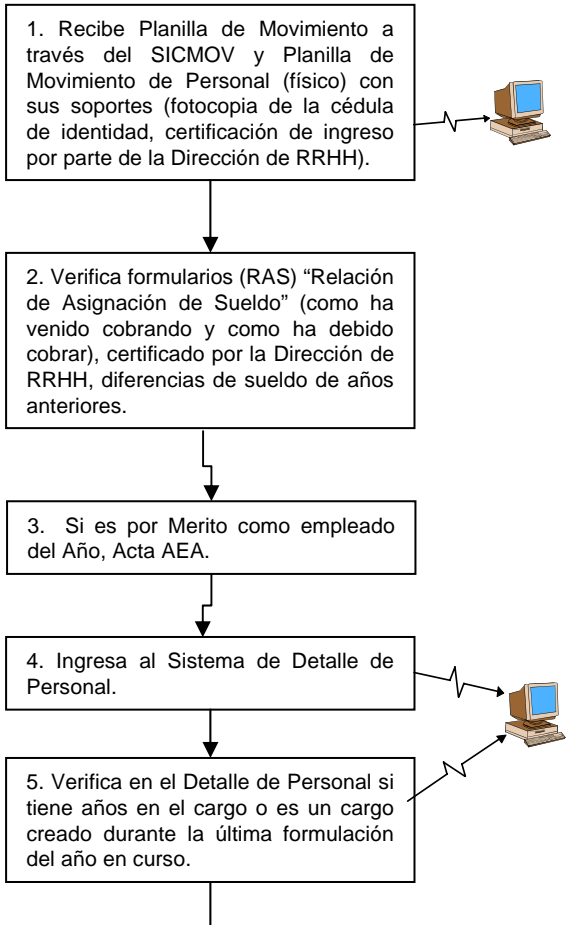 1. Recibe Planilla de Movimiento a
través del SICMOV y Planilla de
Movimiento de Personal (físico) con
sus soportes (fotocopia de la cédula
de identidad, certificación de ingreso
por parte de la Dirección de RRHH).
2. Verifica formularios (RAS) “Relación
de Asignación de Sueldo” (como ha
venido cobrando y como ha debido
cobrar), certificado por la Dirección de
RRHH, diferencias de sueldo de años
anteriores.
3. Si es por Merito como empleado
del Año, Acta AEA.
4. Ingresa al Sistema de Detalle de
Personal.
5. Verifica en el Detalle de Personal si
tiene años en el cargo o es un cargo
creado durante la última formulación
del año en curso.